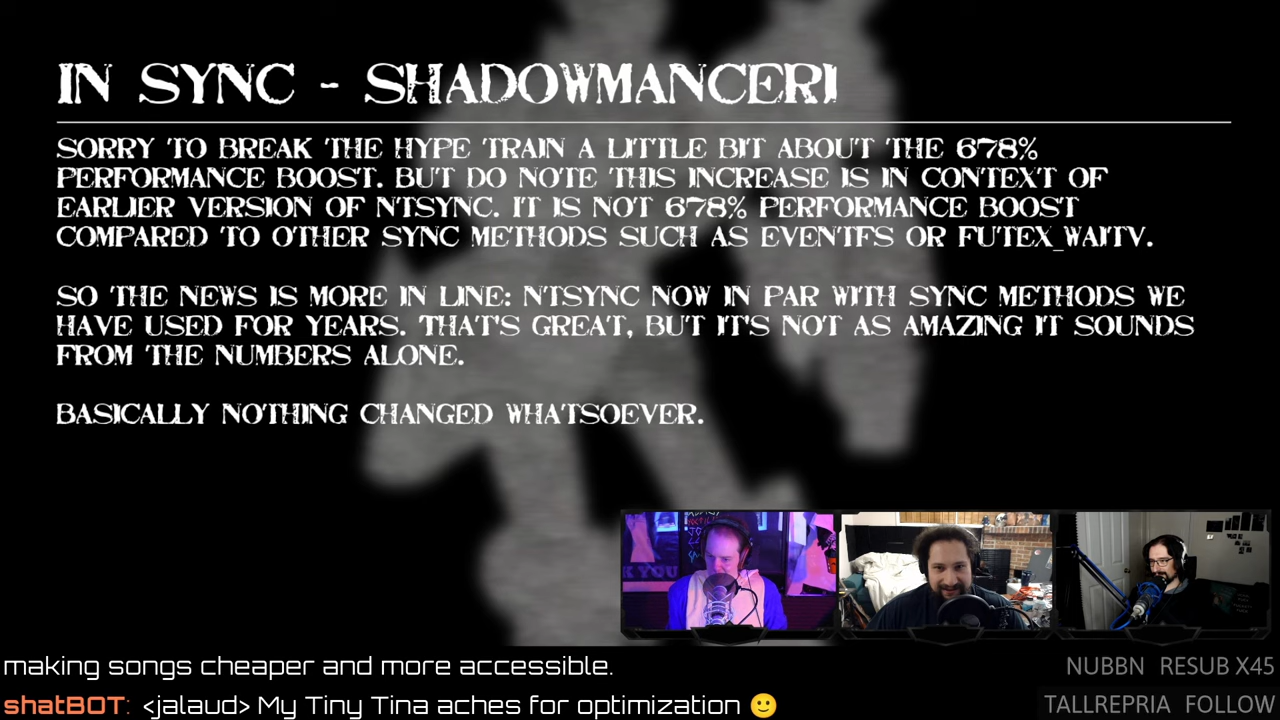 IN SYNC - SHADOWMANCERI
SORRY TO BREAK THE HYPE TRAIN A LITTLE BIT ABOUT THE 678%
PERFORMANCE BOOST. BUT DO NOTE THIS INCREASE IS IN CONTEXT OF
EARLIER VERSION OF NTSYNC. IT IS NOT 678% PERFORMANCE BOOST
COMPARED TO OTHER SYNC METHODS SUCH AS EVENTFS OR FUTEX_WAITV.
SO THE NEWS IS MORE IN LINE: NTSYNC NOW IN PAR WITH SYNC METHODS WE
HAVE USED FOR YEARS. THAT'S GREAT, BUT IT'S NOT AS AMAZING IT SOUNDS
FROM THE NUMBERS ALONE.
BASICALLY NOTHING CHANGED WHATSOEVER.
K YOU
making songs cheaper and more accessible.
NUBBN RESUB X45
shatBOT: <jalaud> My Tiny Tina aches for optimization 🙂
TALLREPRIA FOLLOW